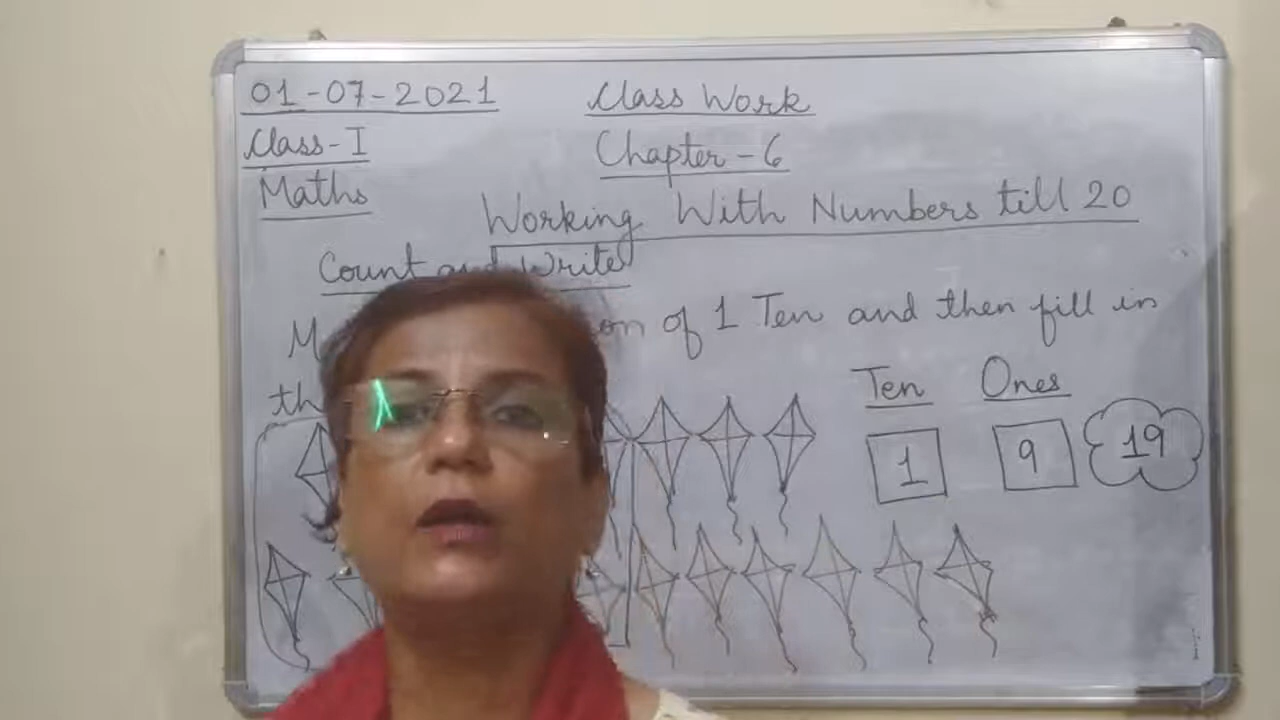 01-07-2021 Class Work
Class-I Chapter-6
Maths
Working With Numbers till 20
Count and Write
of 1 Ten and then fill in
Ten Ones
1 9 19